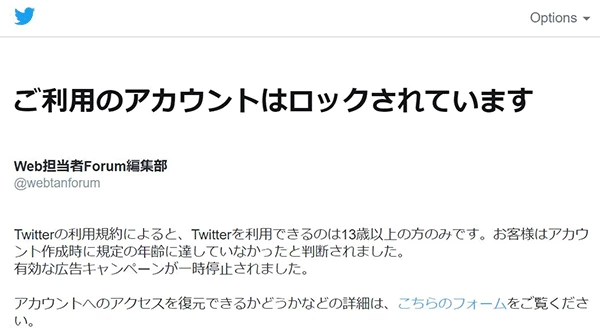 Options
ご利用のアカウントはロックされています
Web担当者Forum編集部
@webtanforum
Twitterの利用規約によると、Twitterを利用できるのは13歳以上の方のみです。お客様はアカウ
ント作成時に規定の年齢に達していなかったと判断されました。
有効な広告キャンペーンが一時停止されました。
アカウントへのアクセスを復元できるかどうかなどの詳細は、こちらのフォームをご覧くださ
い。